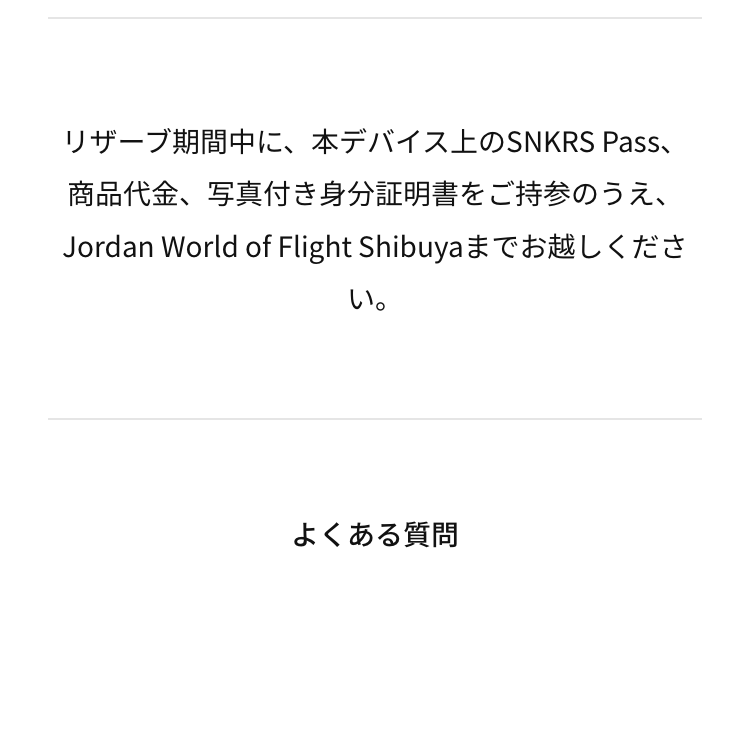 リザーブ期間中に、本デバイス上のSNKRS Pass、
商品代金、写真付き身分証明書をご持参のうえ、
Jordan World of Flight Shibuyaまでお越しくださ
い。
よくある質問